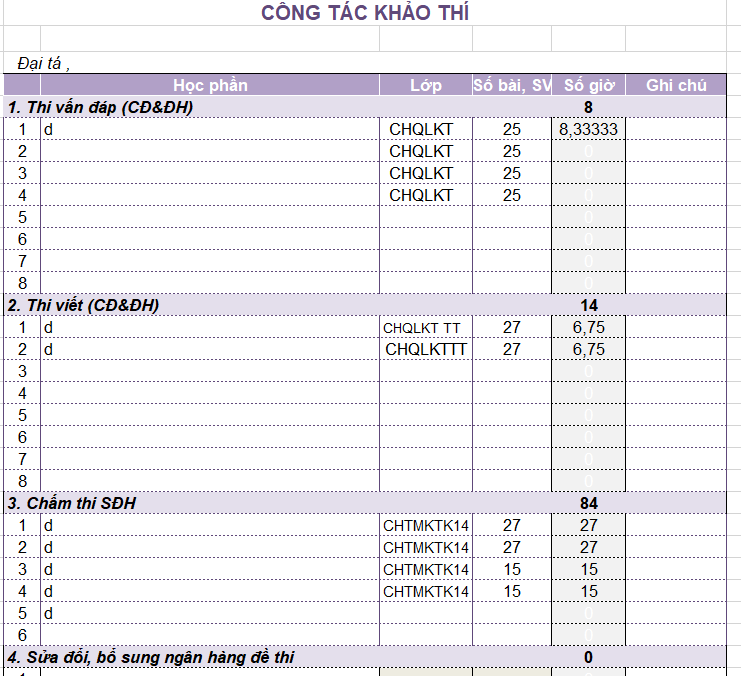 CÔNG TÁC KHẢO THÍ
Đại tá ,
Học phần Lớp Số bài, SV Số giờ Ghi chú
1. Thi vấn đáp (CĐ&ĐH) 8
1 d CHQLKT 25 8,33333
2 CHQLKT 25 0
3 CHQLKT 25 0
4 CHQLKT 25 0
5 0
6 0
7 0
8 0
2. Thi viết (CĐ&ĐH) 14
1 d CHQLKT TT 27 6,75
2 d CHQLKTTT 27 6,75
3 0
4 0
5 0
6 0
7 0
8 0
3. Chấm thi SĐH 84
1 d CHTMKTK14 27 27
2 d CHTMKTK14 27 27
3 d CHTMKTK14 15 15
4 d CHTMKTK14 15 15
5 d 0
6 0
4. Sửa đổi, bổ sung ngân hàng đề thi 0